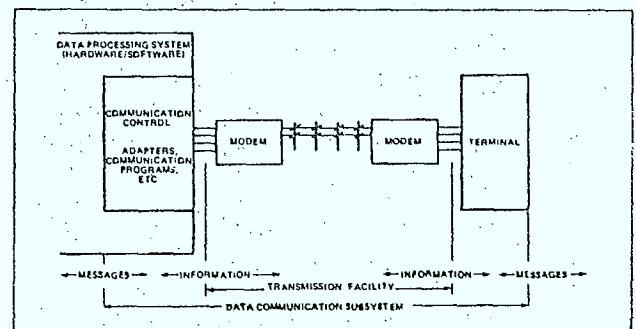 DATA PROCESSING SYSTEM
(HARDWARE/SOFTWARE)
COMMUNICATION
CONTROL
ADAPTERS,
COMMUNICATION
PROGRAMS,
ETC
MODEM
MODEM
TERMINAL
MESSAGES
INFORMATION
INFORMATION
MESSAGES
TRANSMISSION FACILITY
DATA COMMUNICATION SUBSYSTEM